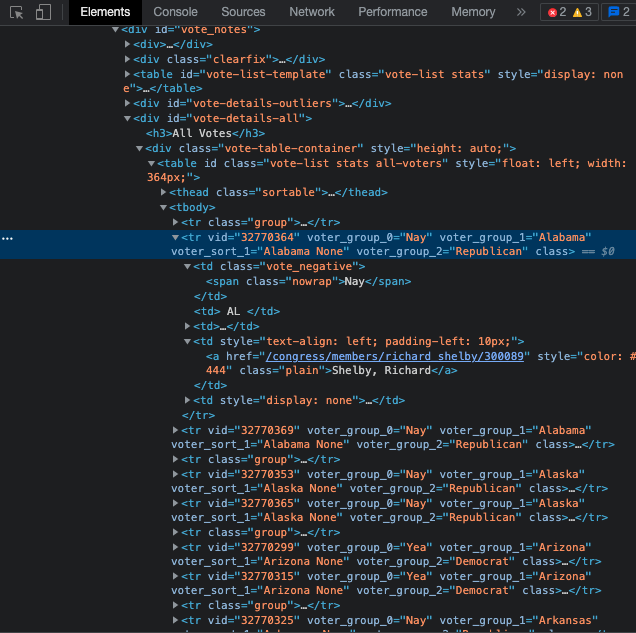 Elements Console Sources Network Performance Memory » 2 3 2
<div id="vote_notes">
<div>…</div>
<div class="clearfix">…</div>
<table id="vote-list-template" class="vote-list stats" style="display: non
e">…</table>
<div id="vote-details-outliers">…</div>
<div id="vote-details-all">
<h3>All Votes</h3>
<div class="vote-table-container" style="height: auto;">
<table id class="vote-list stats all-voters" style="float: left; width:
364px;">
<thead class="sortable">…</thead>
<tbody>
<tr class="group">…</tr>
… <tr vid="32770364" voter_group_0="Nay" voter_group_1="Alabama"
voter_sort_1="Alabama None" voter_group_2="Republican" class> == $0
<td class="vote_negative">
<span class="nowrap">Nay</span>
</td>
<td> AL </td>
<td>…</td>
<td style="text-align: left; padding-left: 10px;">
<a href="/congress/members/richard_shelby/300089" style="color: #
444" class="plain">Shelby, Richard</a>
</td>
<td style="display: none">…</td>
</tr>
<tr vid="32770369" voter_group_0="Nay" voter_group_1="Alabama"
voter_sort_1="Alabama None" voter_group_2="Republican" class>…</tr>
<tr class="group">…</tr>
<tr vid="32770353" voter_group_0="Nay" voter_group_1="Alaska"
voter_sort_1="Alaska None" voter_group_2="Republican" class>…</tr>
<tr vid="32770365" voter_group_0="Nay" voter_group_1="Alaska"
voter_sort_1="Alaska None" voter_group_2="Republican" class>…</tr>
<tr class="group">…</tr>
<tr vid="32770299" voter_group_0="Yea" voter_group_1="Arizona"
voter_sort_1="Arizona None" voter_group_2="Democrat" class>…</tr>
<tr vid="32770315" voter_group_0="Yea" voter_group_1="Arizona"
voter_sort_1="Arizona None" voter_group_2="Democrat" class>…</tr>
<tr class="group">…</tr>
<tr vid="32770325" voter_group_0="Nay" voter_group_1="Arkansas"